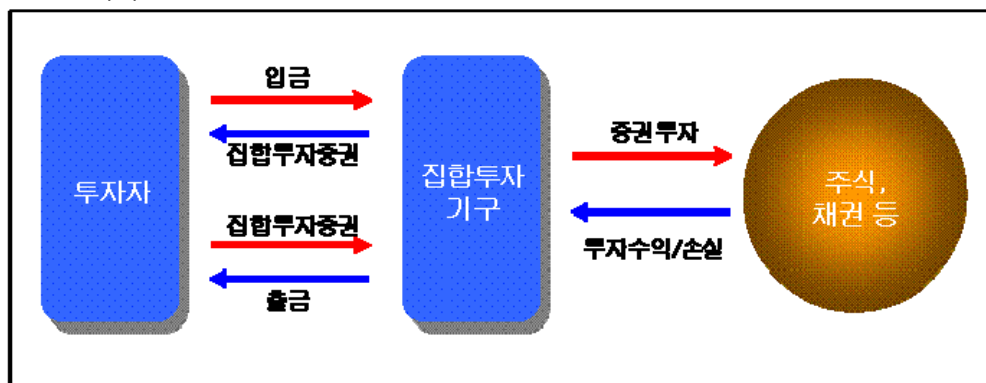 입금
집합투자증권
투자자
집합투자증권
출금
집합투자
기구
증권투자
투자수익/손실
주식,
채권 등